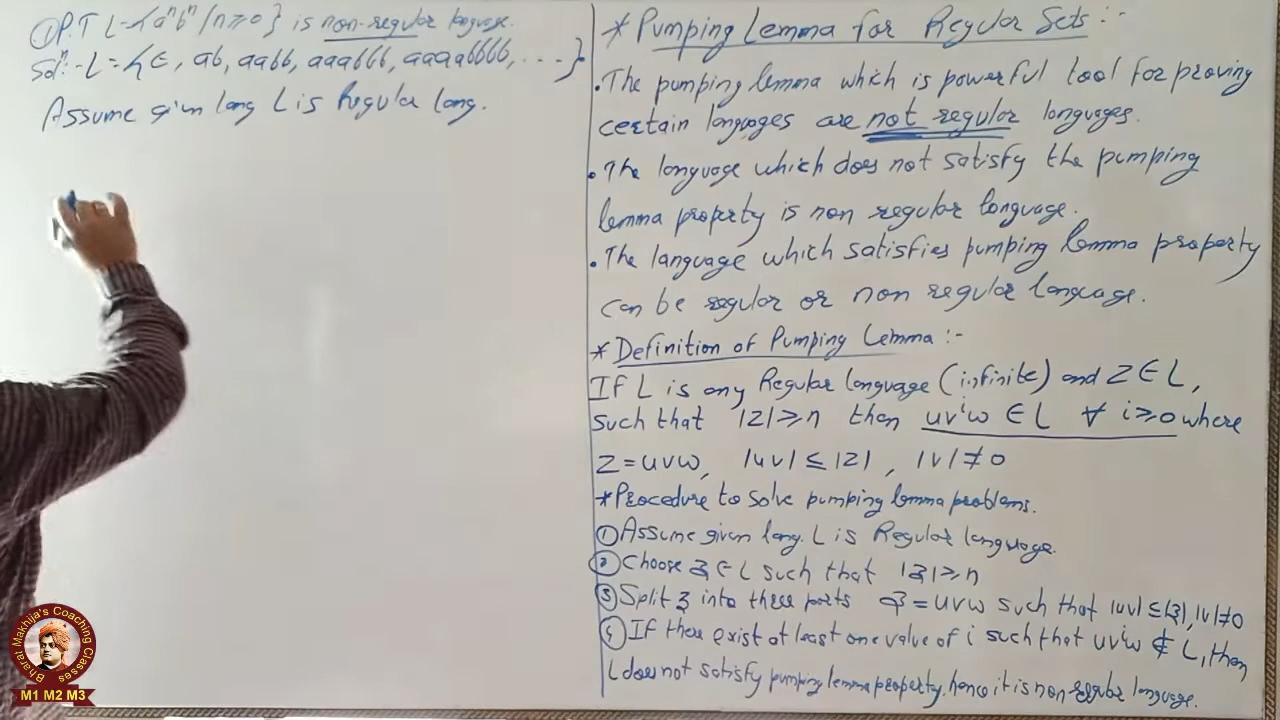 ① P.T L = {aⁿbⁿ / n≥0} is non-regular language.
Solⁿ:- L = {ε, ab, aabb, aaabbb, aaaabbbb, ...}.
Assume given lang L is Regular lang.
* Pumping Lemma for Regular Sets :-
. The pumping lemma which is powerful tool for proving
certain languages are not regular languages.
. The language which does not satisfy the pumping
lemma property is non regular language.
. The language which satisfies pumping lemma property
can be regular or non regular language.
* Definition of Pumping Lemma :-
If L is any Regular language (infinite) and Z ∈ L,
such that |Z| ≥ n then uvⁱw ∈ L ∀ i ≥ 0 where
Z = uvw, |uv| ≤ |Z|, |v| ≠ 0
* Procedure to solve pumping lemma problems.
① Assume given lang. L is Regular language.
② Choose z ∈ L such that |z| ≥ n
③ Split z into three parts z = uvw such that |uv| ≤ |z|, |v| ≠ 0
④ If there exist at least one value of i such that uvⁱw ∉ L, then
L does not satisfy pumping lemma property, hence it is non regular language.
Bharat Makhija's Coaching Classes
M1 M2 M3